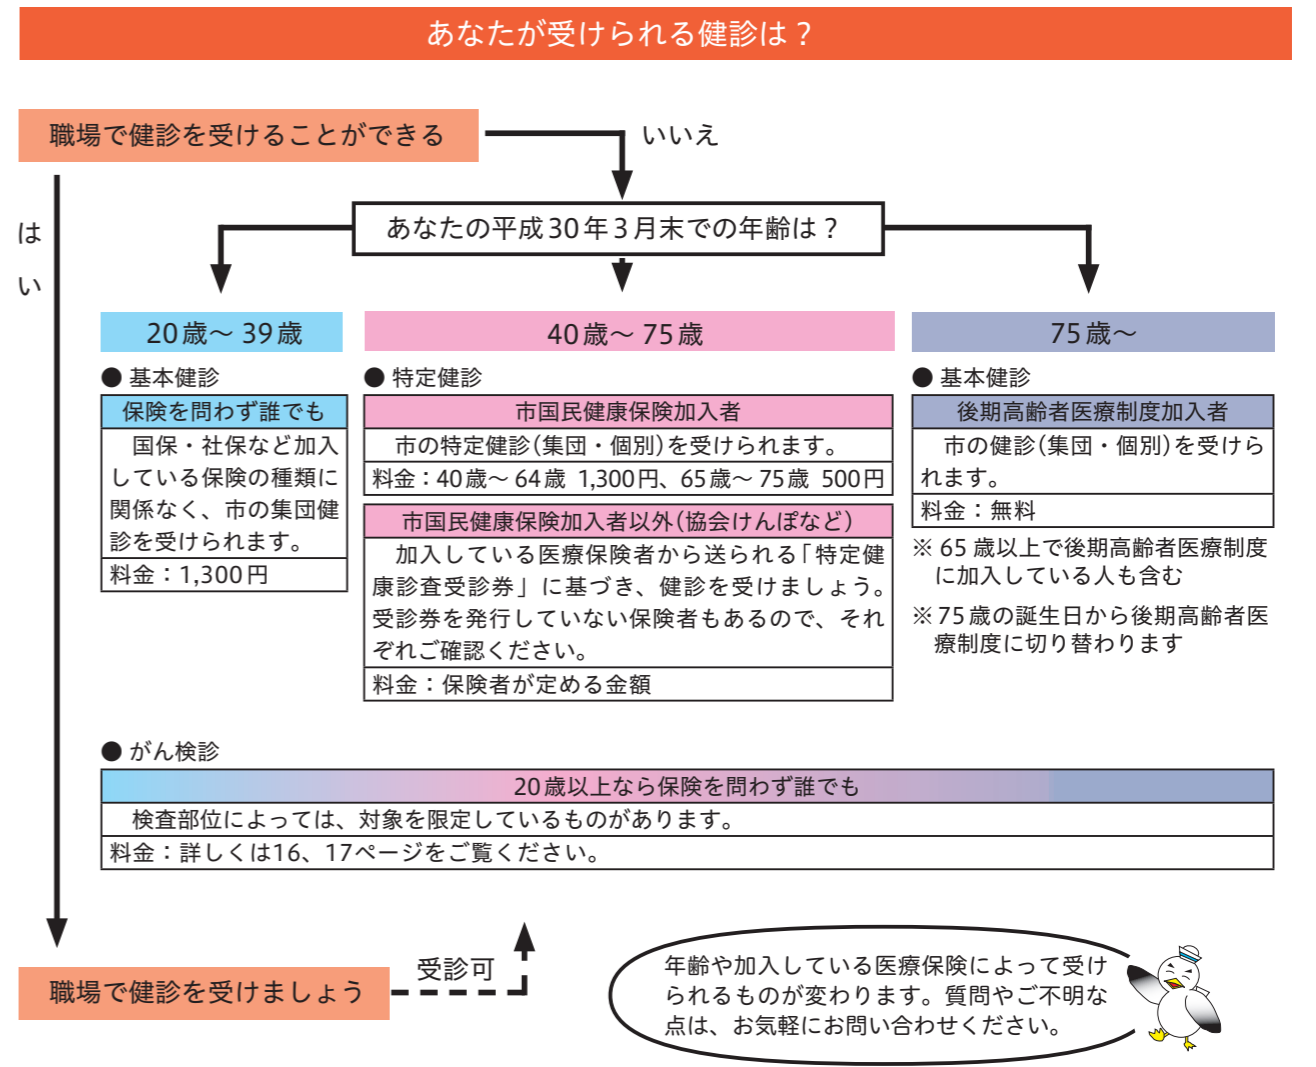 あなたが受けられる健診は？
職場で健診を受けることができる
いいえ
はい
あなたの平成30年3月末での年齢は？
20歳～39歳
● 基本健診
保険を問わず誰でも
国保・社保など加入
している保険の種類に
関係なく、市の集団健
診を受けられます。
料金：1,300円
40歳～75歳
● 特定健診
市国民健康保険加入者
市の特定健診(集団・個別)を受けられます。
料金：40歳～64歳 1,300円、65歳～75歳 500円
市国民健康保険加入者以外(協会けんぽなど)
加入している医療保険者から送られる「特定健
康診査受診券」に基づき、健診を受けましょう。
受診券を発行していない保険者もあるので、それ
ぞれご確認ください。
料金：保険者が定める金額
75歳～
● 基本健診
後期高齢者医療制度加入者
市の健診(集団・個別)を受けら
れます。
料金：無料
※65歳以上で後期高齢者医療制度
に加入している人も含む
※75歳の誕生日から後期高齢者医
療制度に切り替わります
● がん検診
20歳以上なら保険を問わず誰でも
検査部位によっては、対象を限定しているものがあります。
料金：詳しくは16、17ページをご覧ください。
職場で健診を受けましょう
受診可
年齢や加入している医療保険によって受け
られるものが変わります。質問やご不明な
点は、お気軽にお問い合わせください。